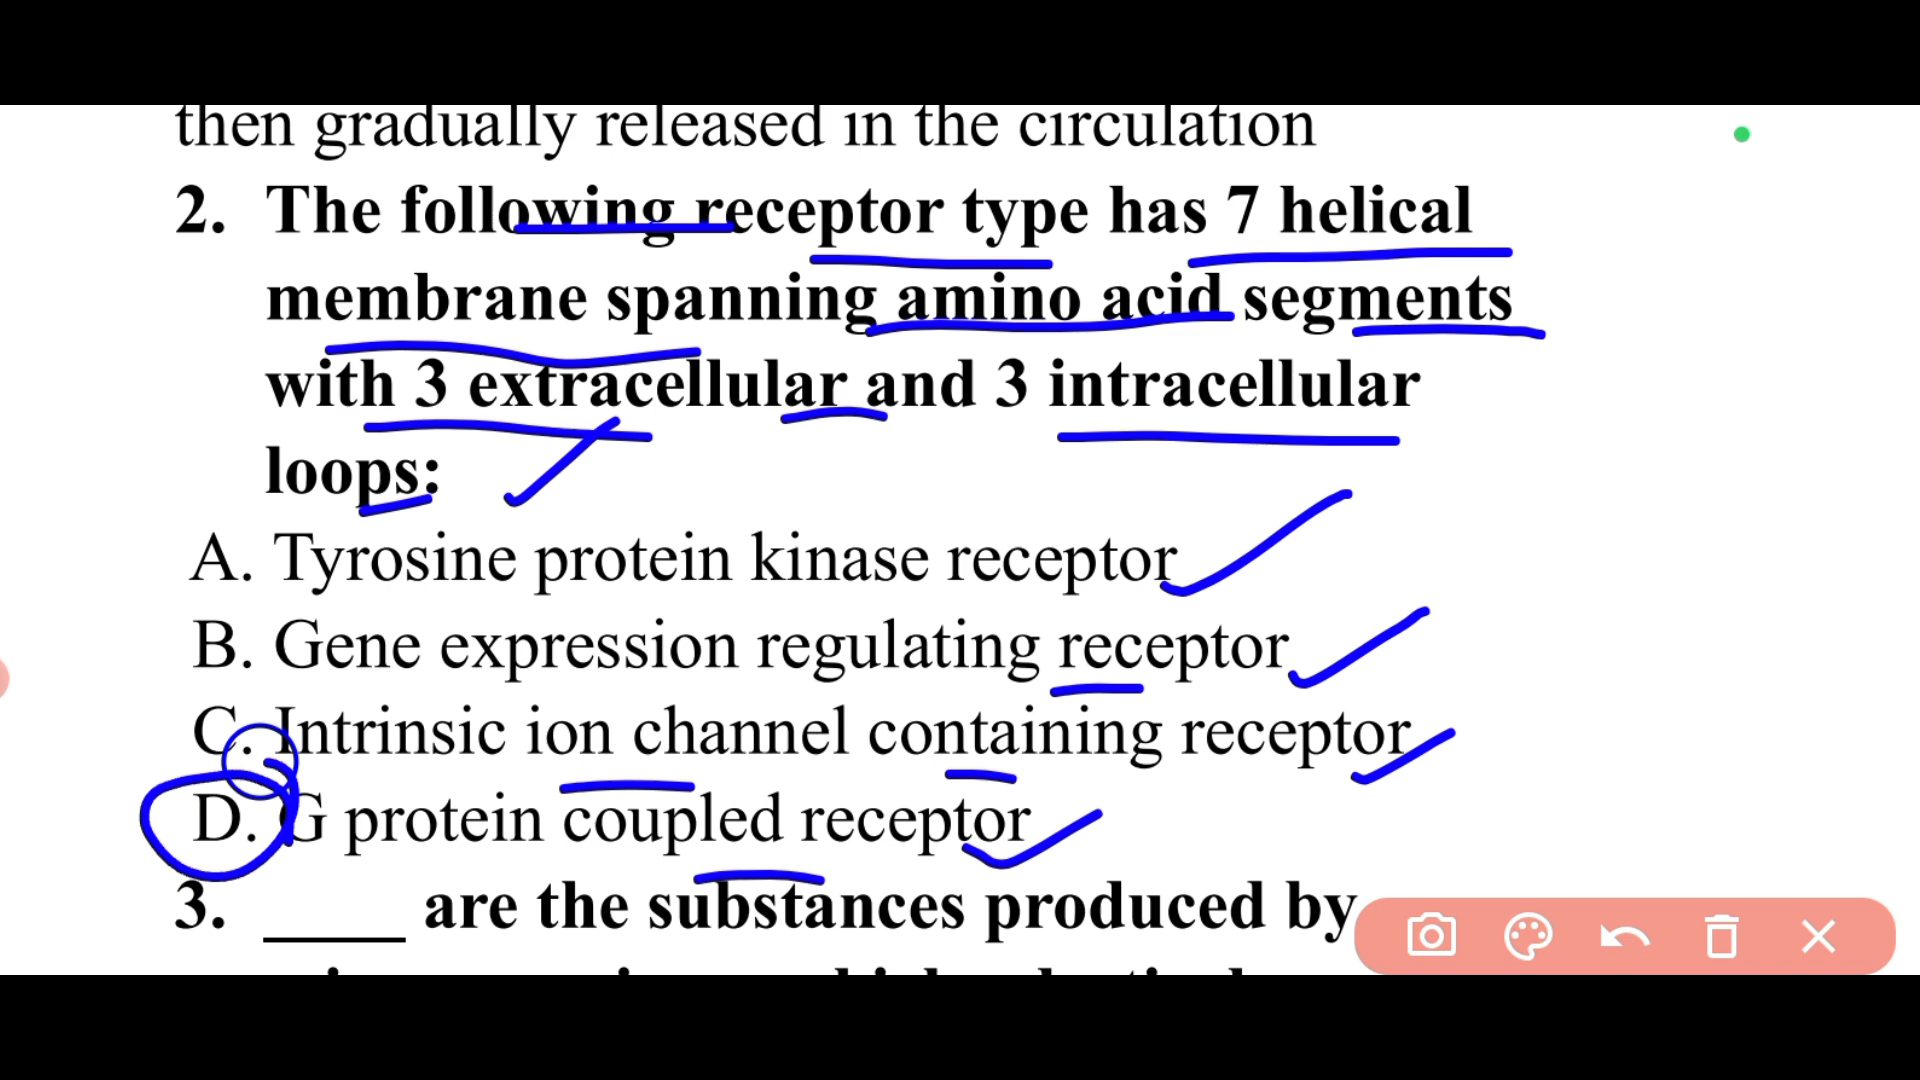 then gradually released in the circulation
2. The following receptor type has 7 helical
membrane spanning amino acid segments
with 3 extracellular and 3 intracellular
loops:
A. Tyrosine protein kinase receptor
B. Gene expression regulating receptor
C. Intrinsic ion channel containing receptor
D. G protein coupled receptor
3. ____ are the substances produced by